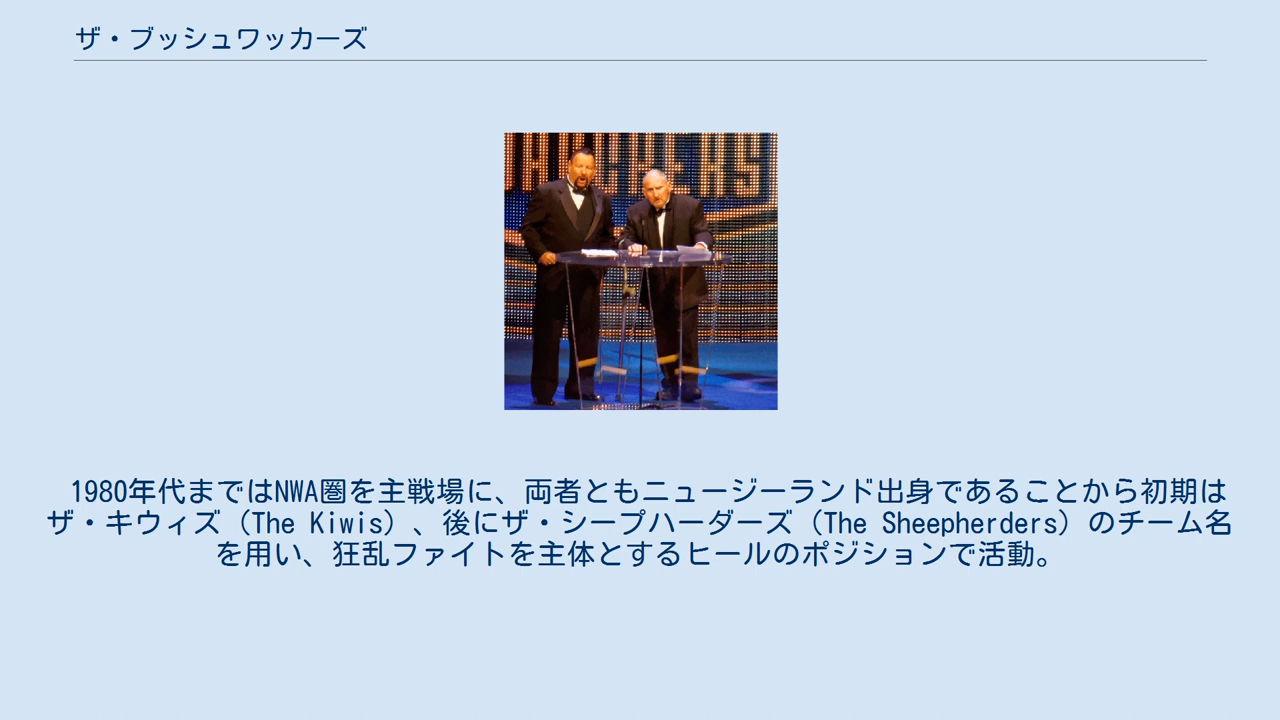 ザ・ブッシュワッカーズ
1980年代まではNWA圏を主戦場に、両者ともニュージーランド出身であることから初期は
ザ・キウィズ（The Kiwis）、後にザ・シープハーダーズ（The Sheepherders）のチーム名
を用い、狂乱ファイトを主体とするヒールのポジションで活動。